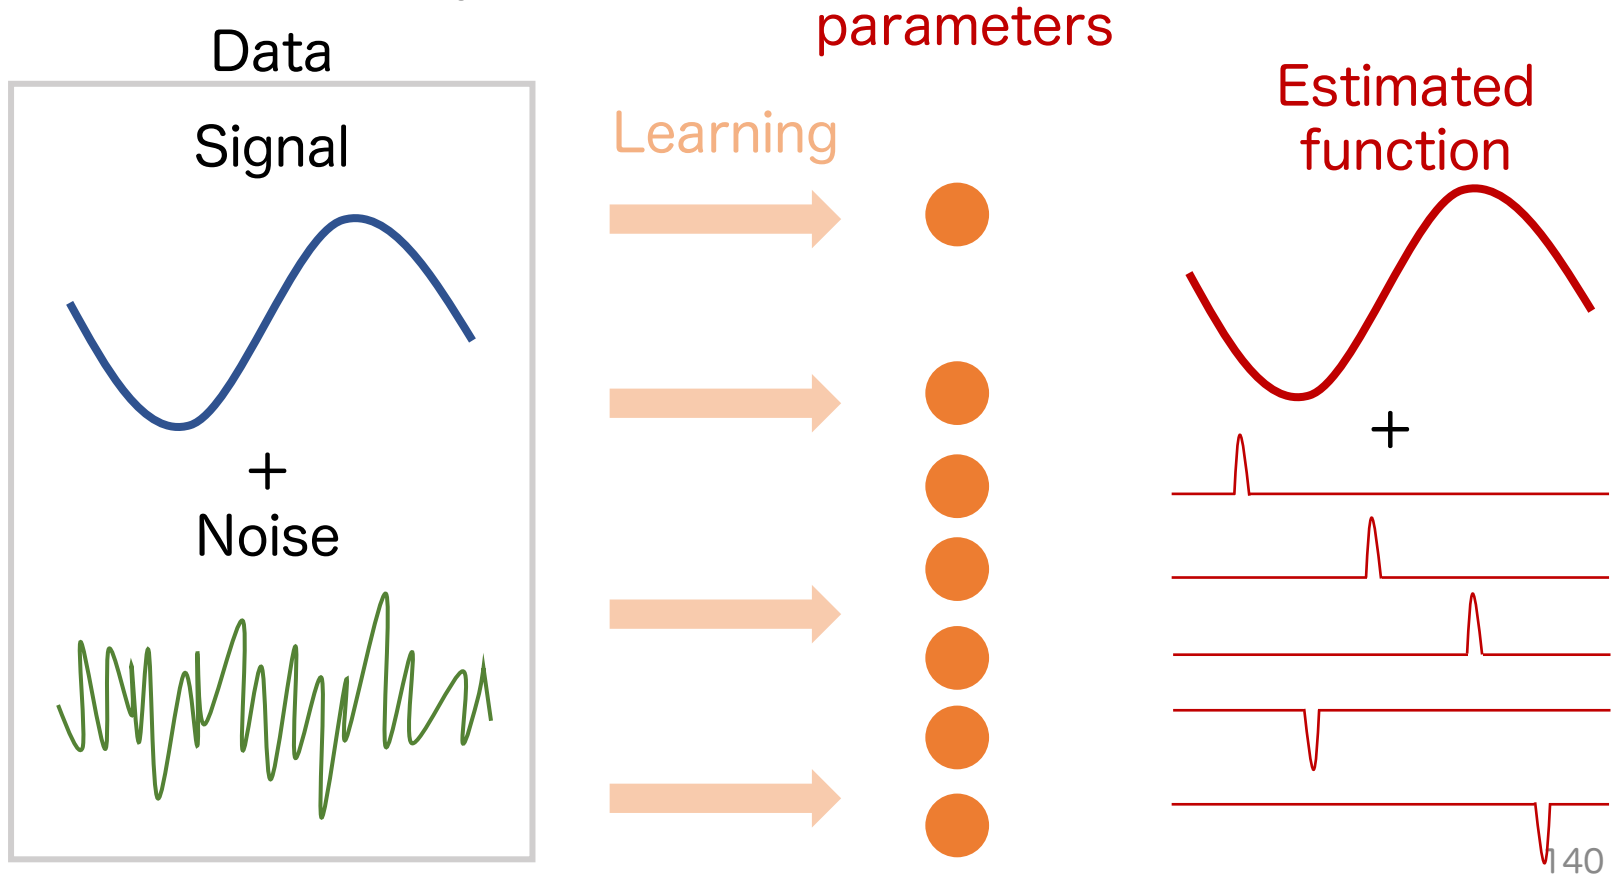 Data
parameters
Signal
Learning
Estimated
function
+
+
Noise
140